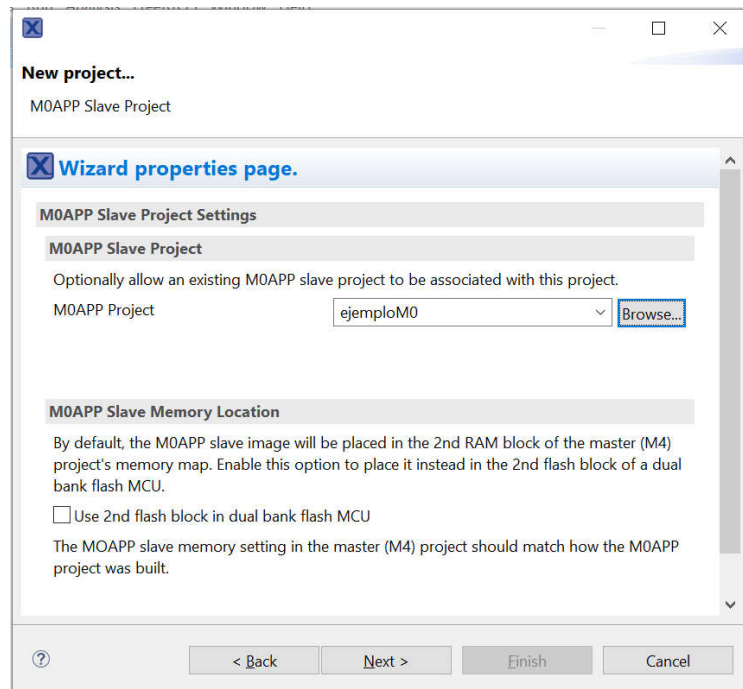 New project...
M0APP Slave Project
Wizard properties page.
M0APP Slave Project Settings
M0APP Slave Project
Optionally allow an existing M0APP slave project to be associated with this project.
M0APP Project ejemploM0 Browse...
M0APP Slave Memory Location
By default, the M0APP slave image will be placed in the 2nd RAM block of the master (M4)
project's memory map. Enable this option to place it instead in the 2nd flash block of a dual
bank flash MCU.
Use 2nd flash block in dual bank flash MCU
The MOAPP slave memory setting in the master (M4) project should match how the M0APP
project was built.
< Back Next > Finish Cancel